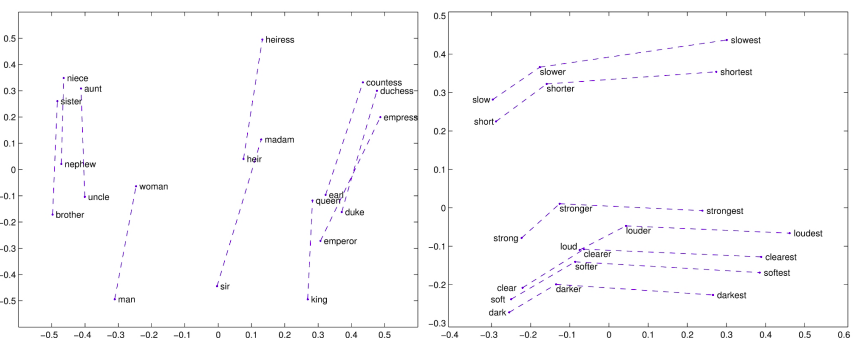 heiress
niece
aunt
sister
countess
duchess
empress
madam
heir
nephew
woman
uncle
earl
queen
brother
duke
emperor
sir
man
king
0.5
0.4
0.3
0.2
0.1
0
−0.1
−0.2
−0.3
−0.4
−0.5
−0.5 −0.4 −0.3 −0.2 −0.1 0 0.1 0.2 0.3 0.4 0.5
slowest
slower
shortest
shorter
slow
short
stronger
strongest
louder
loudest
strong
loud
clearer
clearest
softer
softest
clear
darker
soft
darkest
dark
0.5
0.4
0.3
0.2
0.1
0
−0.1
−0.2
−0.3
−0.4 −0.3 −0.2 −0.1 0 0.1 0.2 0.3 0.4 0.5 0.6